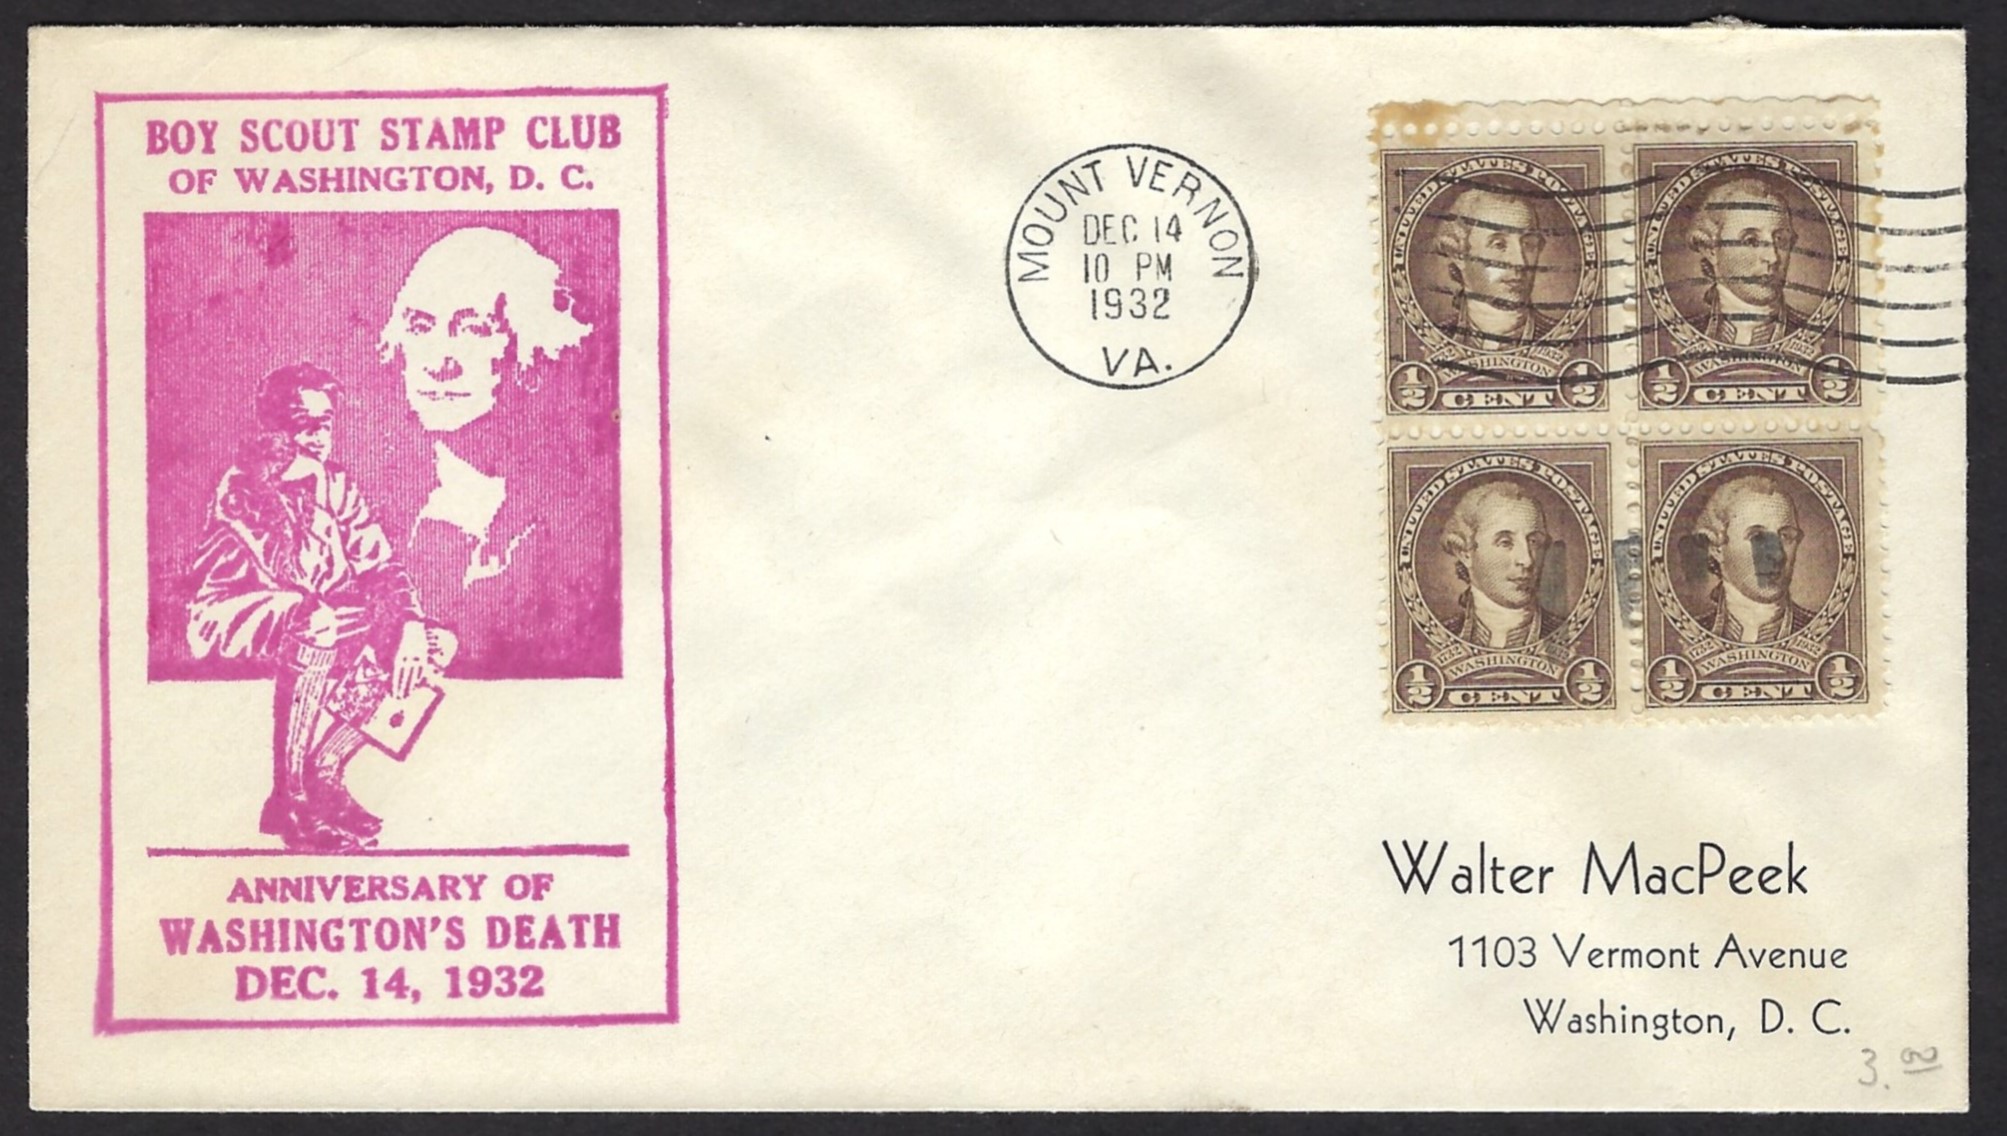 BOY SCOUT STAMP CLUB
OF WASHINGTON, D. C.
ANNIVERSARY OF
WASHINGTON'S DEATH
DEC. 14, 1932
MOUNT VERNON
DEC 14
10 PM
1932
VA.
UNITED STATES POSTAGE
1732 WASHINGTON 1932
1/2 CENT 1/2
UNITED STATES POSTAGE
1732 WASHINGTON 1932
1/2 CENT 1/2
UNITED STATES POSTAGE
1732 WASHINGTON 1932
1/2 CENT 1/2
UNITED STATES POSTAGE
1732 WASHINGTON 1932
1/2 CENT 1/2
Walter MacPeek
1103 Vermont Avenue
Washington, D. C.
3.00